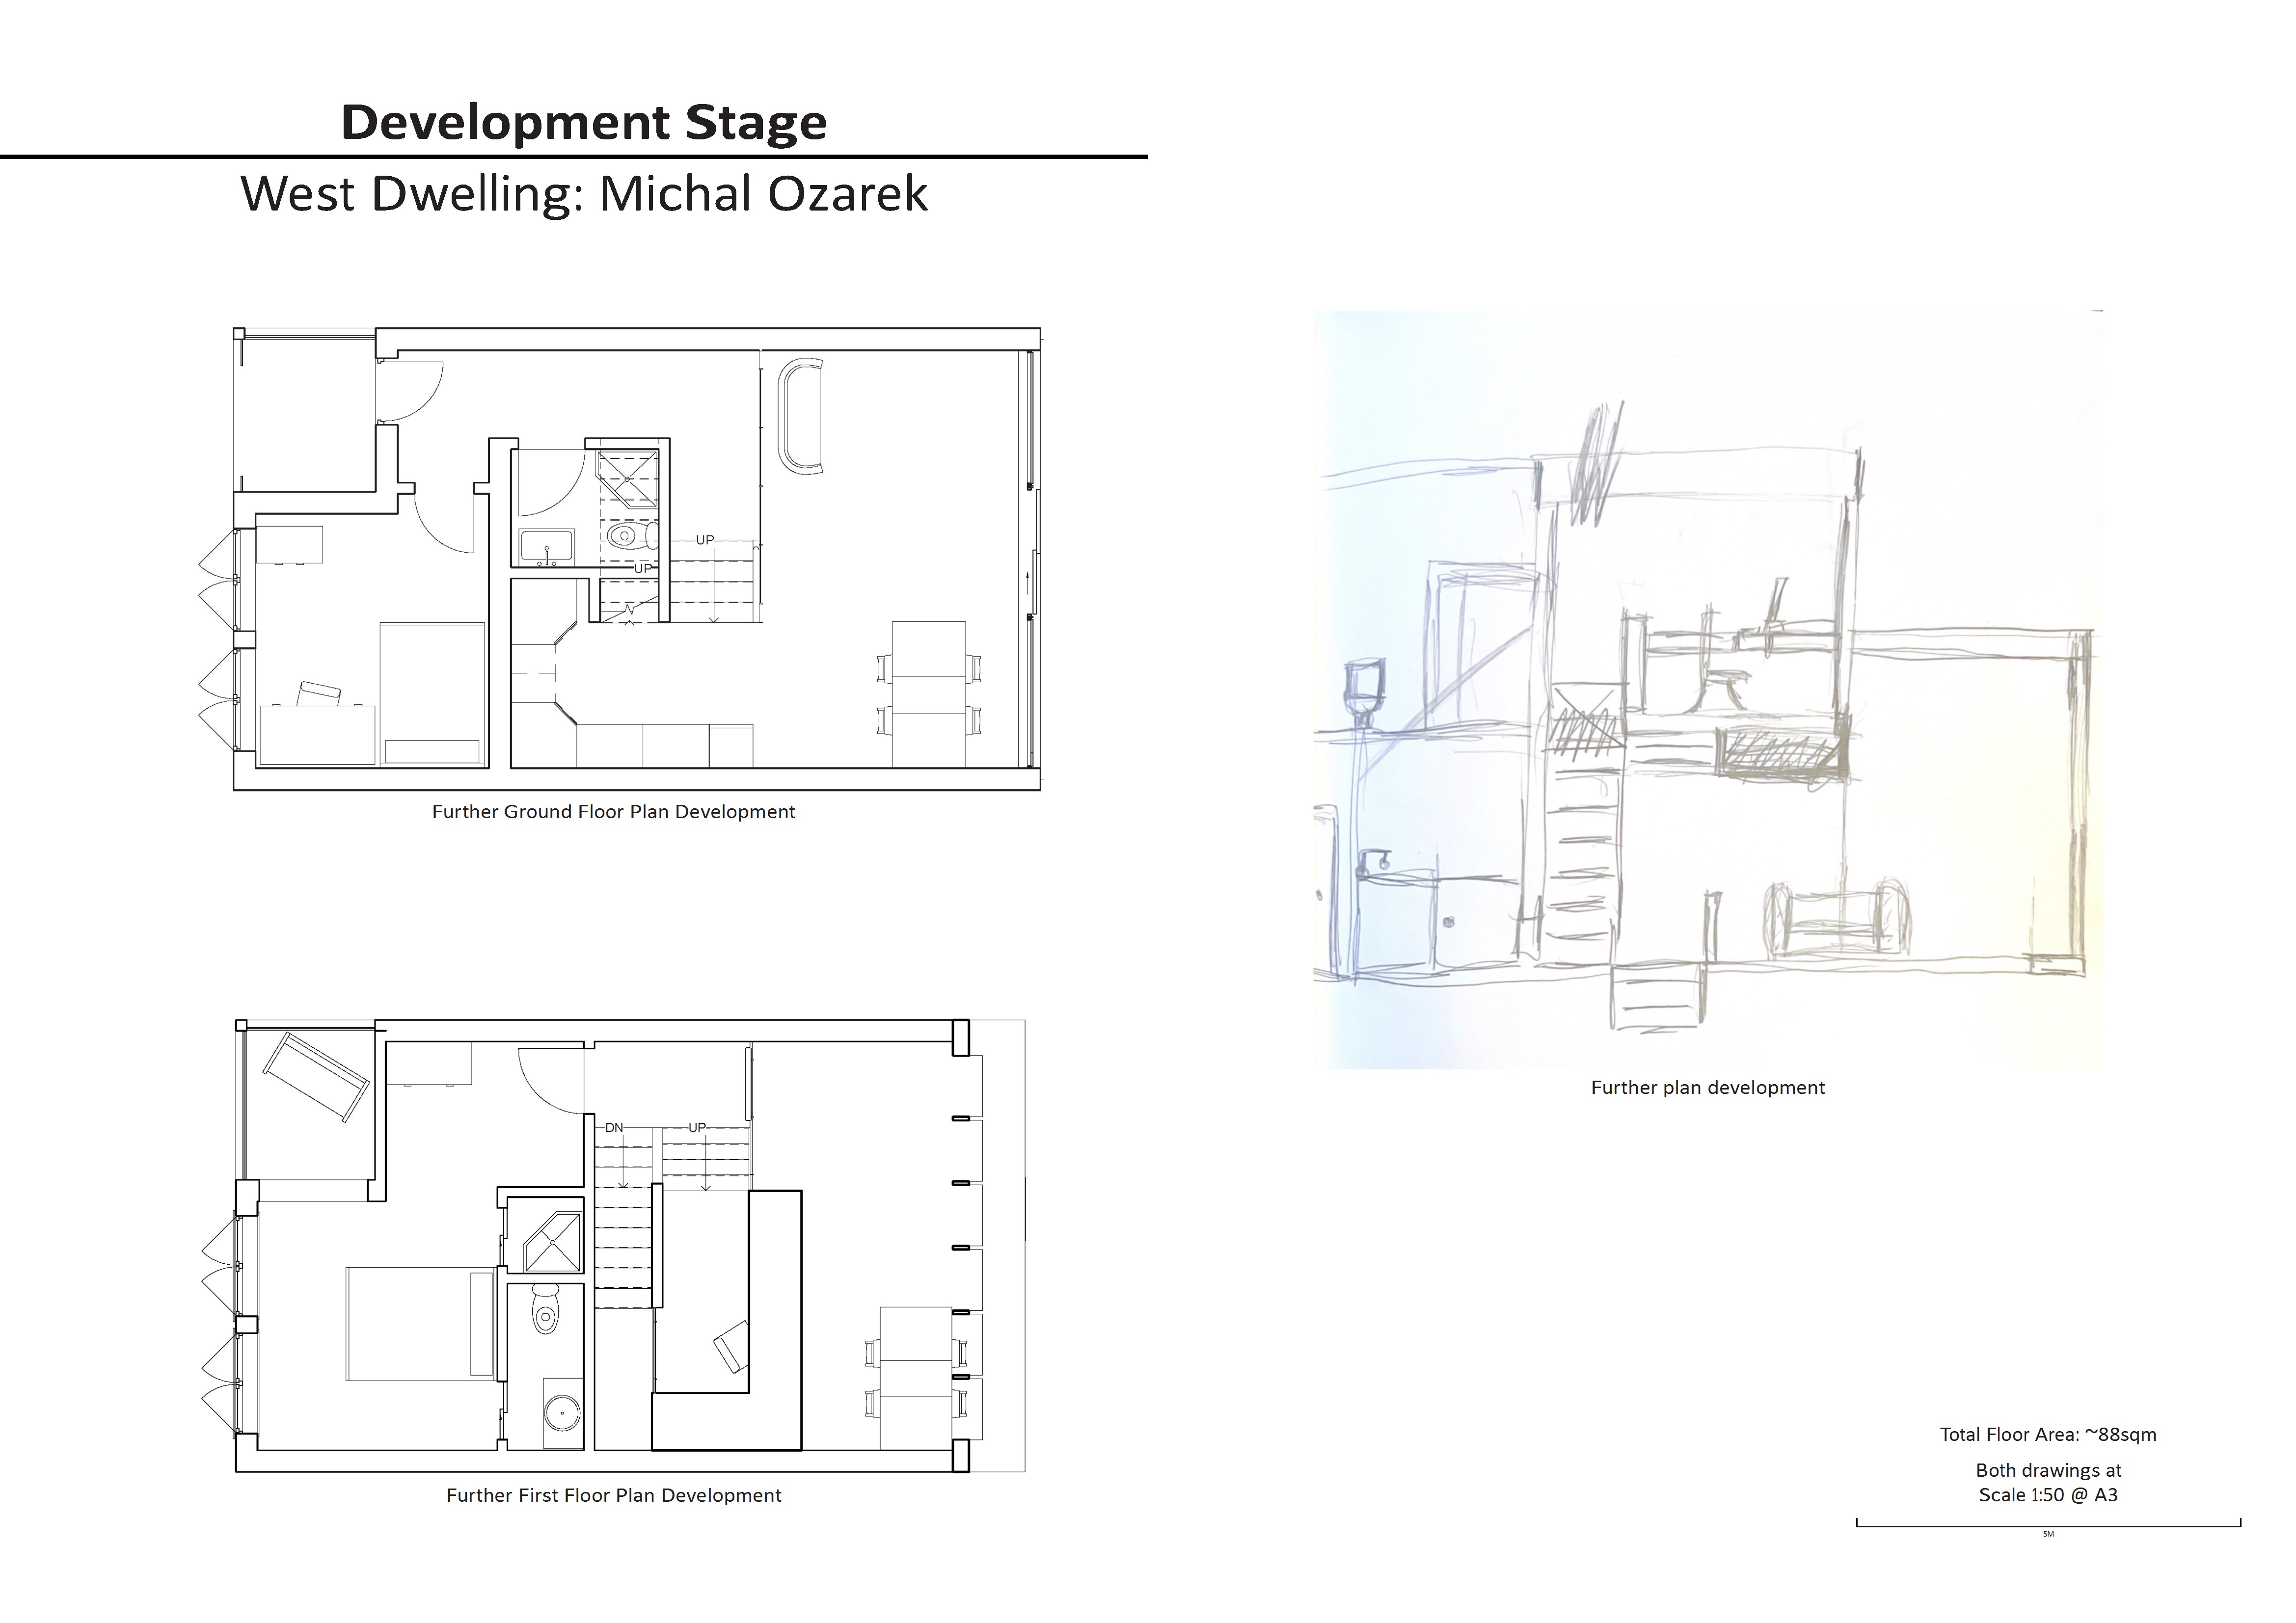 Development Stage
West Dwelling: Michal Ozarek
UP
UP
Further Ground Floor Plan Development
DN
UP
Further First Floor Plan Development
Further plan development
Total Floor Area: ~88sqm
Both drawings at
Scale 1:50 @ A3
5M